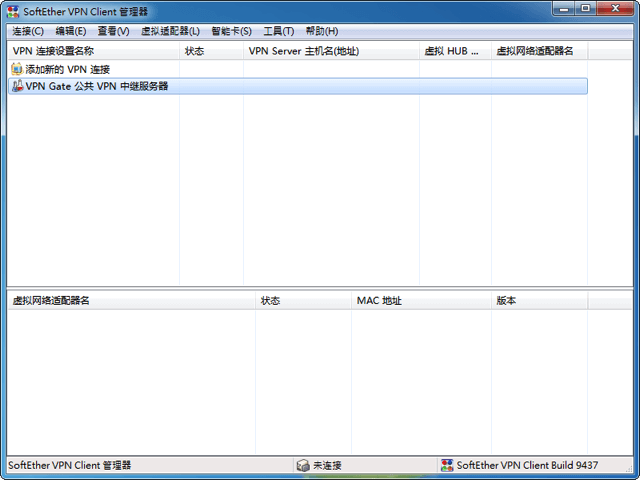 SoftEther VPN Client 管理器
连接(C) 编辑(E) 查看(V) 虚拟适配器(L) 智能卡(S) 工具(T) 帮助(H)
VPN 连接设置名称 状态 VPN Server 主机名(地址) 虚拟 HUB ... 虚拟网络适配器名
添加新的 VPN 连接
VPN Gate 公共 VPN 中继服务器
虚拟网络适配器名 状态 MAC 地址 版本
SoftEther VPN Client 管理器 未连接 SoftEther VPN Client Build 9437